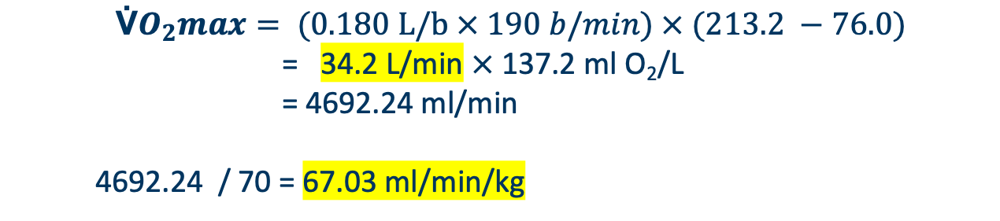 V̇O₂max = (0.180 L/b × 190 b/min) × (213.2 − 76.0)
= 34.2 L/min × 137.2 ml O₂/L
= 4692.24 ml/min
4692.24 / 70 = 67.03 ml/min/kg